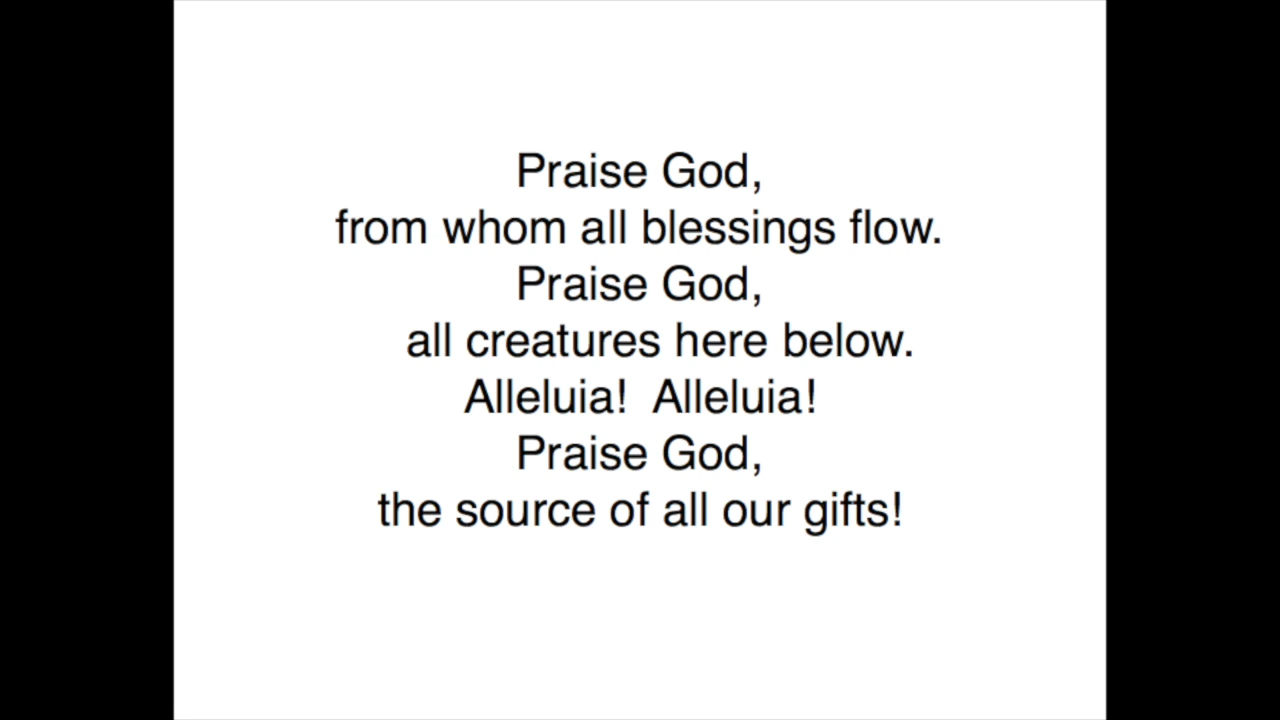 Praise God,
from whom all blessings flow.
Praise God,
all creatures here below.
Alleluia!  Alleluia!
Praise God,
the source of all our gifts!